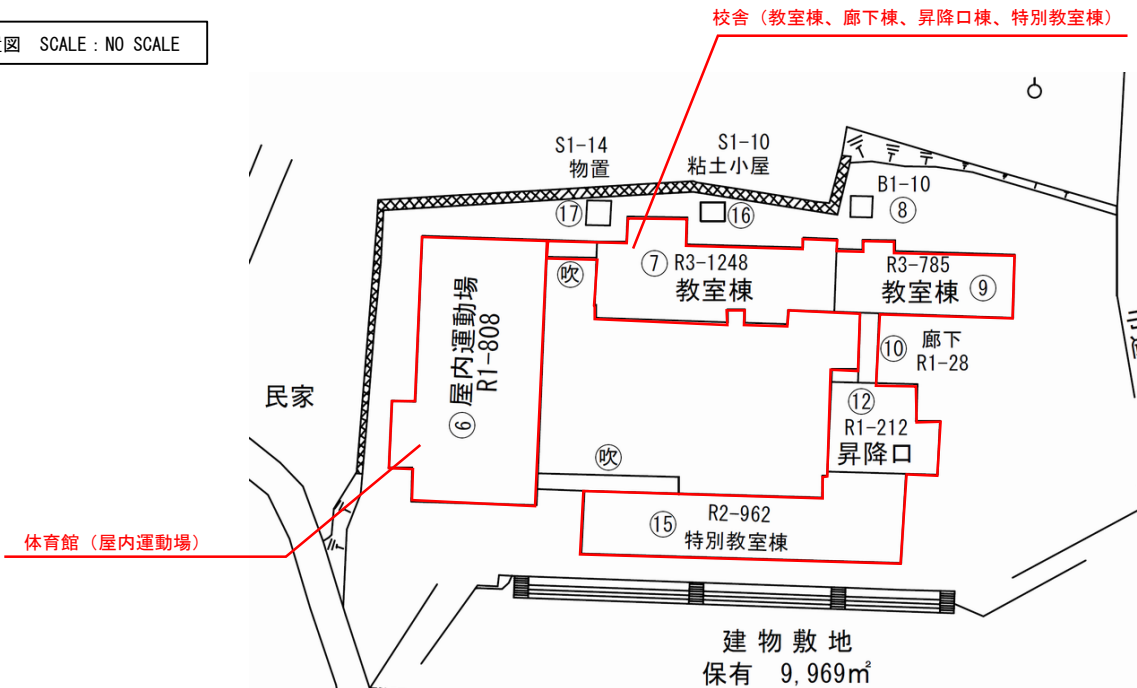 校舎（教室棟、廊下棟、昇降口棟、特別教室棟）
置図 SCALE：NO SCALE
S1-14
物置
S1-10
粘土小屋
B1-10
⑧
⑰
⑯
⑦ R3-1248
教室棟
R3-785
教室棟 ⑨
吹
⑥ 屋内運動場
R1-808
⑩ 廊下
R1-28
民家
⑫
R1-212
昇降口
吹
⑮ R2-962
特別教室棟
体育館（屋内運動場）
建物敷地
保有 9,969㎡